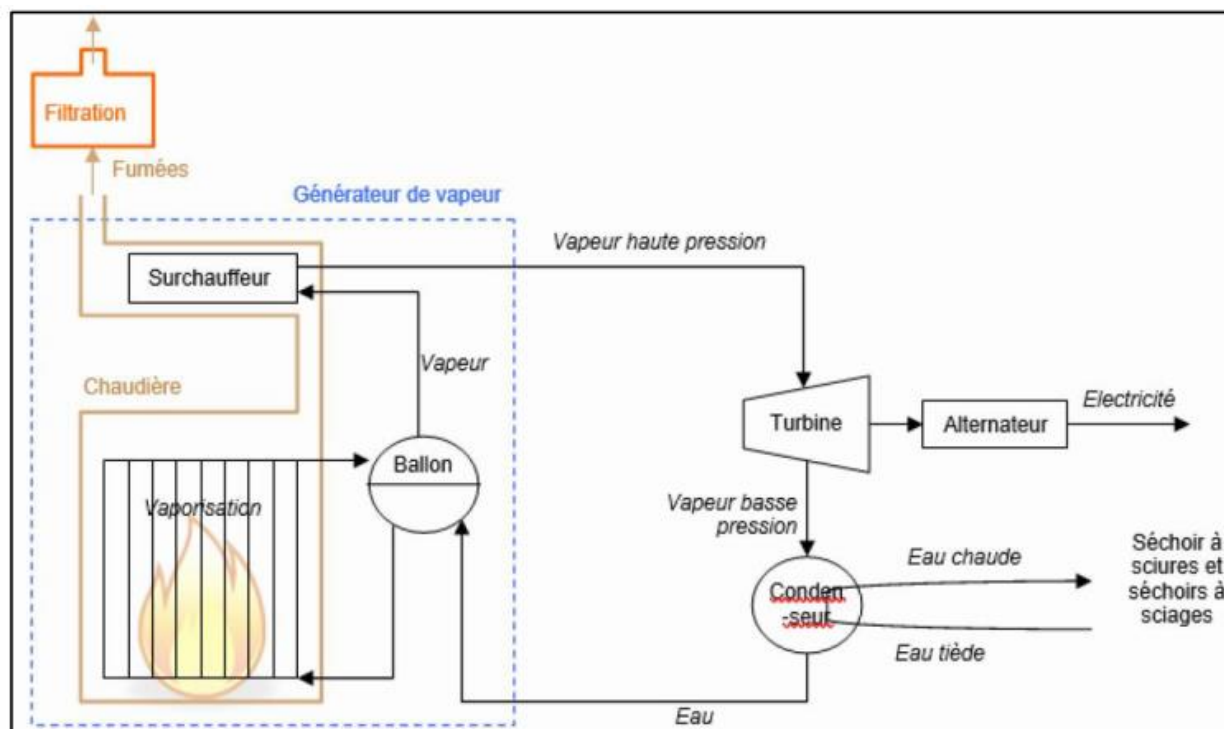 Filtration
Fumées
Générateur de vapeur
Vapeur haute pression
Surchauffeur
Vapeur
Chaudière
Electricité
Turbine
Alternateur
Ballon
Vaporisation
Vapeur basse
pression
Séchoir à
sciures et
séchoirs à
sciages
Eau chaude
Conden
-seur
Eau tiède
Eau